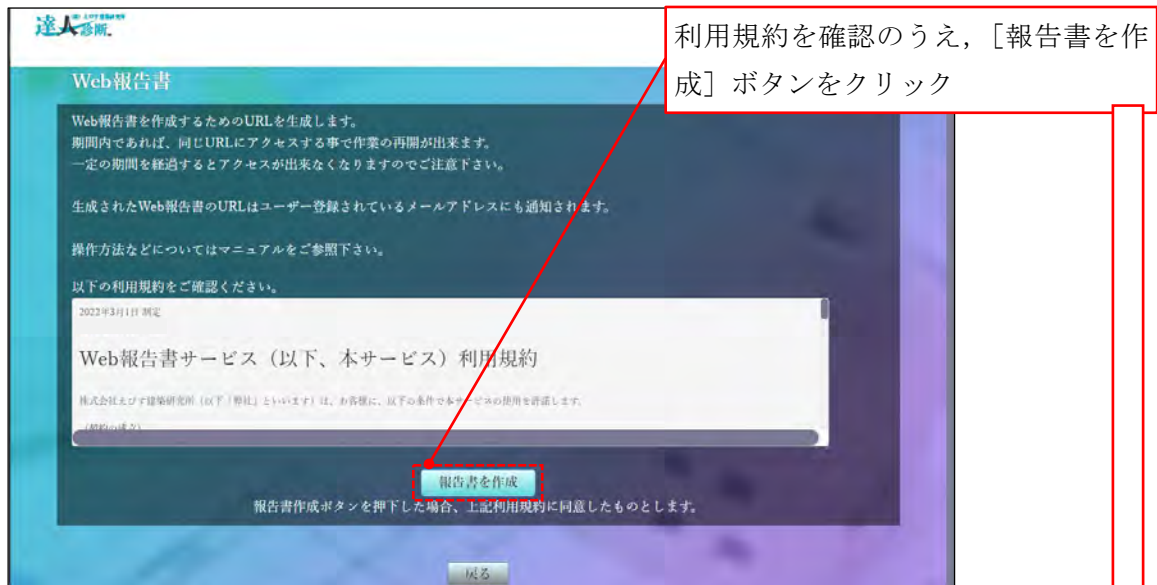 達人診断
利用規約を確認のうえ，［報告書を作
成］ボタンをクリック
Web報告書
Web報告書を作成するためのURLを生成します。
期間内であれば、同じURLにアクセスする事で作業の再開が出来ます。
一定の期間を経過するとアクセスが出来なくなりますのでご注意下さい。
生成されたWeb報告書のURLはユーザー登録されているメールアドレスにも通知されます。
操作方法などについてはマニュアルをご参照下さい。
以下の利用規約をご確認ください。
2022年3月1日 制定
Web報告書サービス（以下、本サービス）利用規約
株式会社えびす建築研究所（以下「弊社」といいます）は、お客様に、以下の条件で本サービスの使用を許諾します。
報告書を作成
報告書作成ボタンを押下した場合、上記利用規約に同意したものとします。
戻る